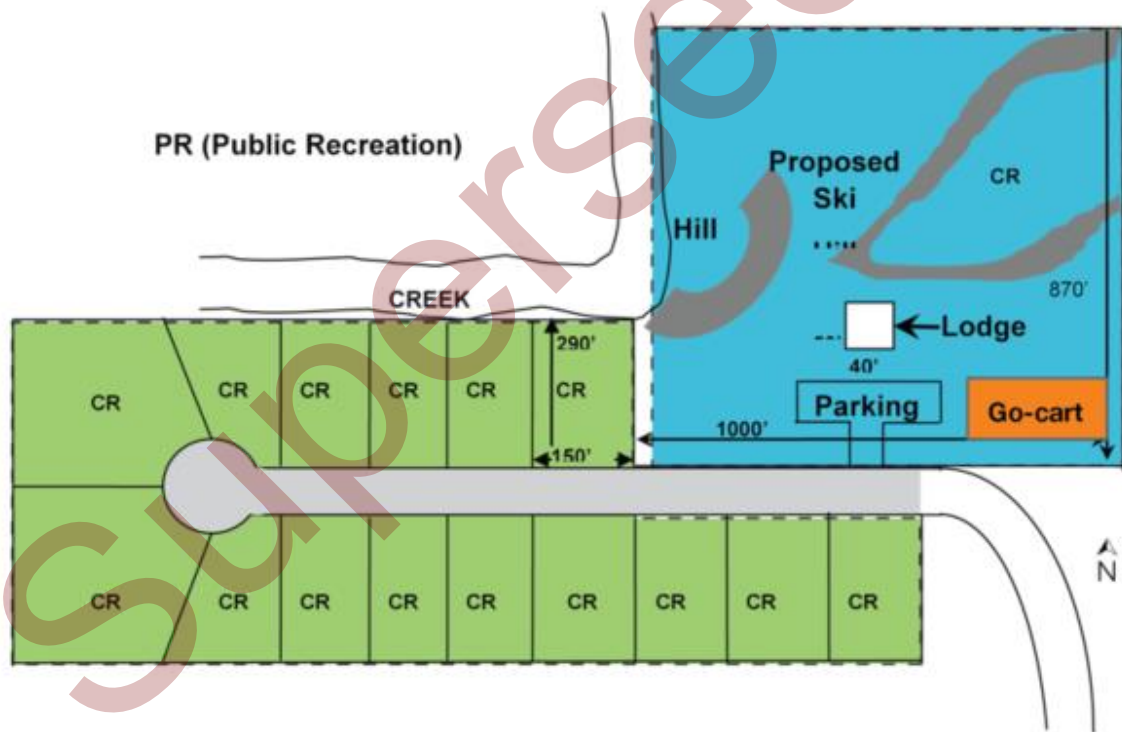 PR (Public Recreation)
Proposed
Ski
CR
Hill
870'
CREEK
Lodge
40'
290'
CR
CR
CR
CR
CR
CR
Parking
Go-cart
1000'
150'
CR
CR
CR
CR
CR
CR
CR
CR
CR
N
Superse